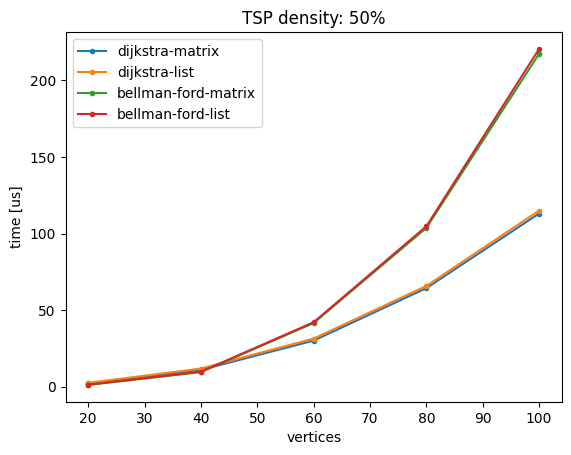 TSP density: 50%
dijkstra-matrix
dijkstra-list
bellman-ford-matrix
bellman-ford-list
time [us]
200
150
100
50
0
20 30 40 50 60 70 80 90 100
vertices